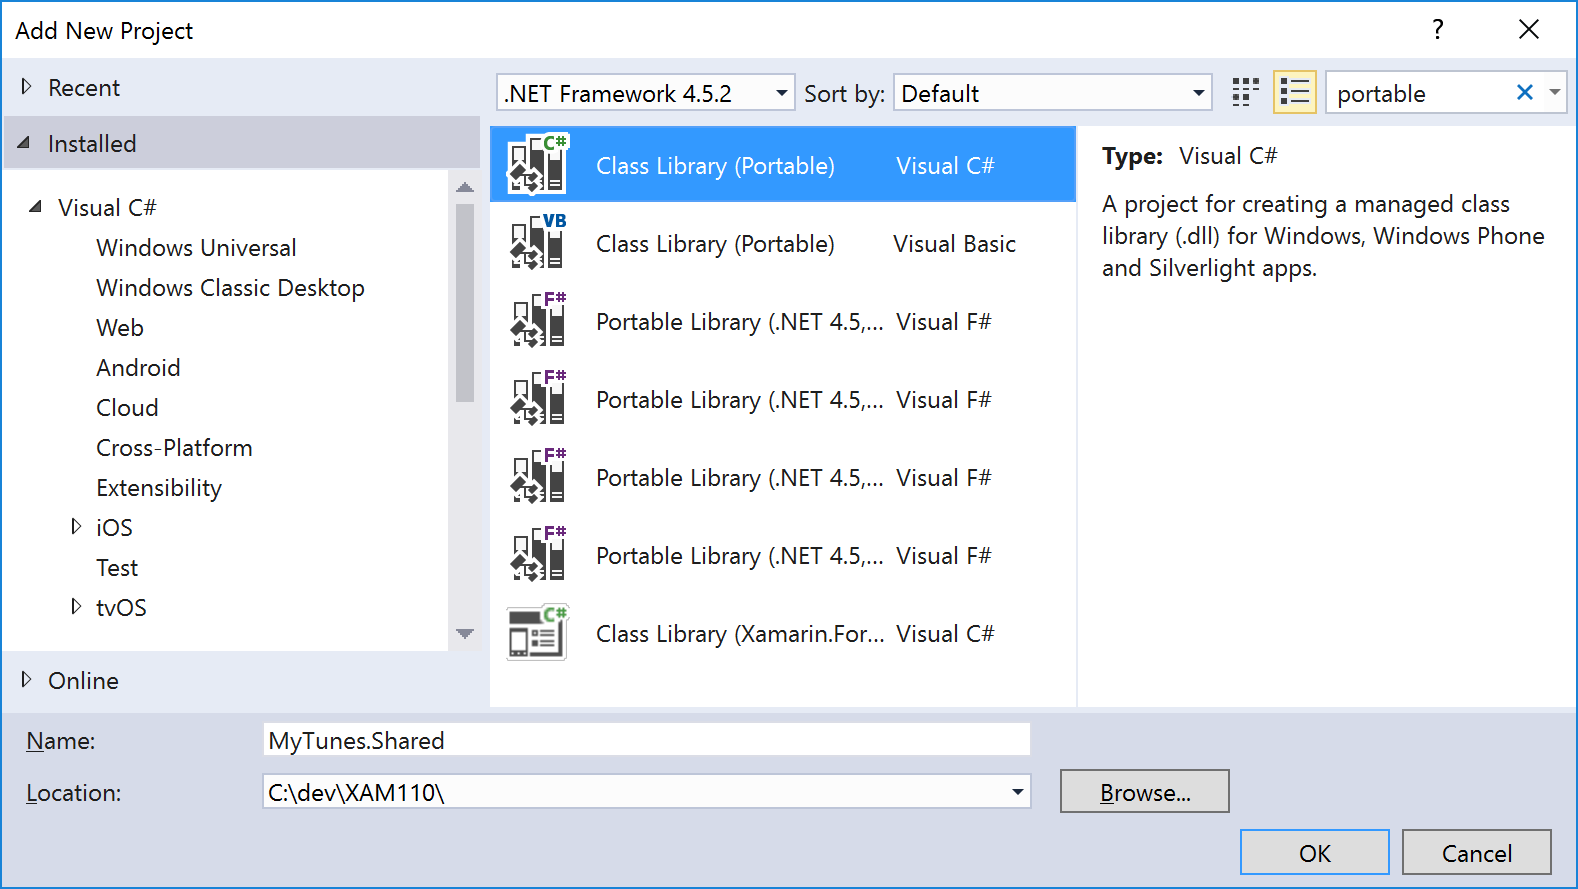 Add New Project ?
Recent
Installed
Visual C#
Windows Universal
Windows Classic Desktop
Web
Android
Cloud
Cross-Platform
Extensibility
iOS
Test
tvOS
Online
.NET Framework 4.5.2 Sort by: Default portable
C# Class Library (Portable) Visual C#
VB Class Library (Portable) Visual Basic
F# Portable Library (.NET 4.5,... Visual F#
F# Portable Library (.NET 4.5,... Visual F#
F# Portable Library (.NET 4.5,... Visual F#
F# Portable Library (.NET 4.5,... Visual F#
C# Class Library (Xamarin.For... Visual C#
Type: Visual C#
A project for creating a managed class
library (.dll) for Windows, Windows Phone
and Silverlight apps.
Name: MyTunes.Shared
Location: C:\dev\XAM110\ Browse...
OK Cancel